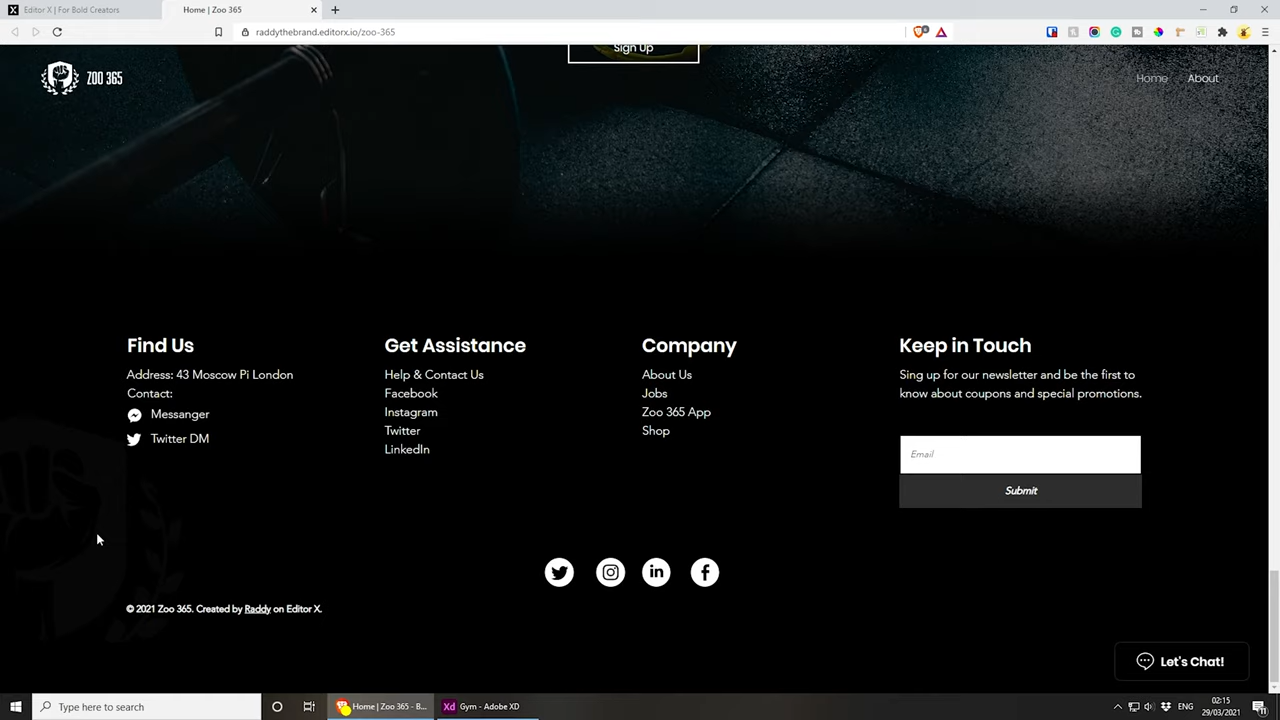 Editor X | For Bold Creators
Home | Zoo 365
raddythebrand.editorx.io/zoo-365
Sign Up
ZOO 365
Home
About
Find Us
Address: 43 Moscow Pi London
Contact:
Messanger
Twitter DM
Get Assistance
Help & Contact Us
Facebook
Instagram
Twitter
LinkedIn
Company
About Us
Jobs
Zoo 365 App
Shop
Keep in Touch
Sing up for our newsletter and be the first to
know about coupons and special promotions.
Email
Submit
© 2021 Zoo 365. Created by Raddy on Editor X.
Let's Chat!
Type here to search
Home | Zoo 365 - B...
Xd
Gym - Adobe XD
ENG
02:15
29/03/2021